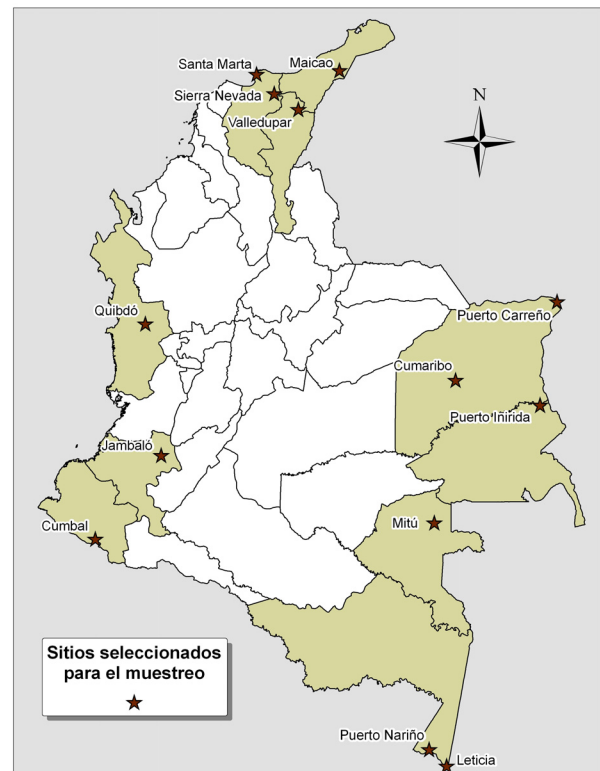 Santa Marta
Maicao
Sierra Nevada
Valledupar
N
Quibdó
Puerto Carreño
Cumaribo
Puerto Iñirida
Jambaló
Mitú
Cumbal
Sitios seleccionados
para el muestreo
Puerto Nariño
Leticia